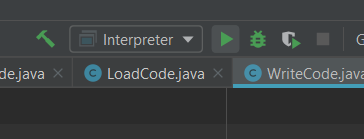 Interpreter G
de.java × C LoadCode.java × C WriteCode.java